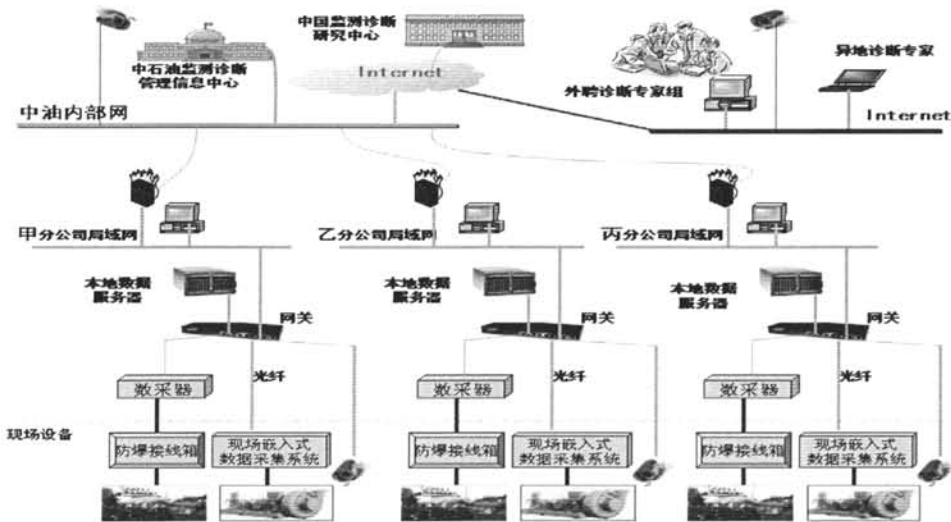 中国监测诊断
研究中心
中石油监测诊断
管理信息中心
Internet
外聘诊断专家组
异地诊断专家
中油内部网
Internet
甲分公司局域网
乙分公司局域网
丙分公司局域网
本地数据
服务器
本地数据
服务器
本地数据
服务器
网关
网关
网关
光纤
光纤
光纤
数采器
数采器
数采器
现场设备
防爆接线箱
现场嵌入式
数据采集系统
防爆接线箱
现场嵌入式
数据采集系统
防爆接线箱
现场嵌入式
数据采集系统